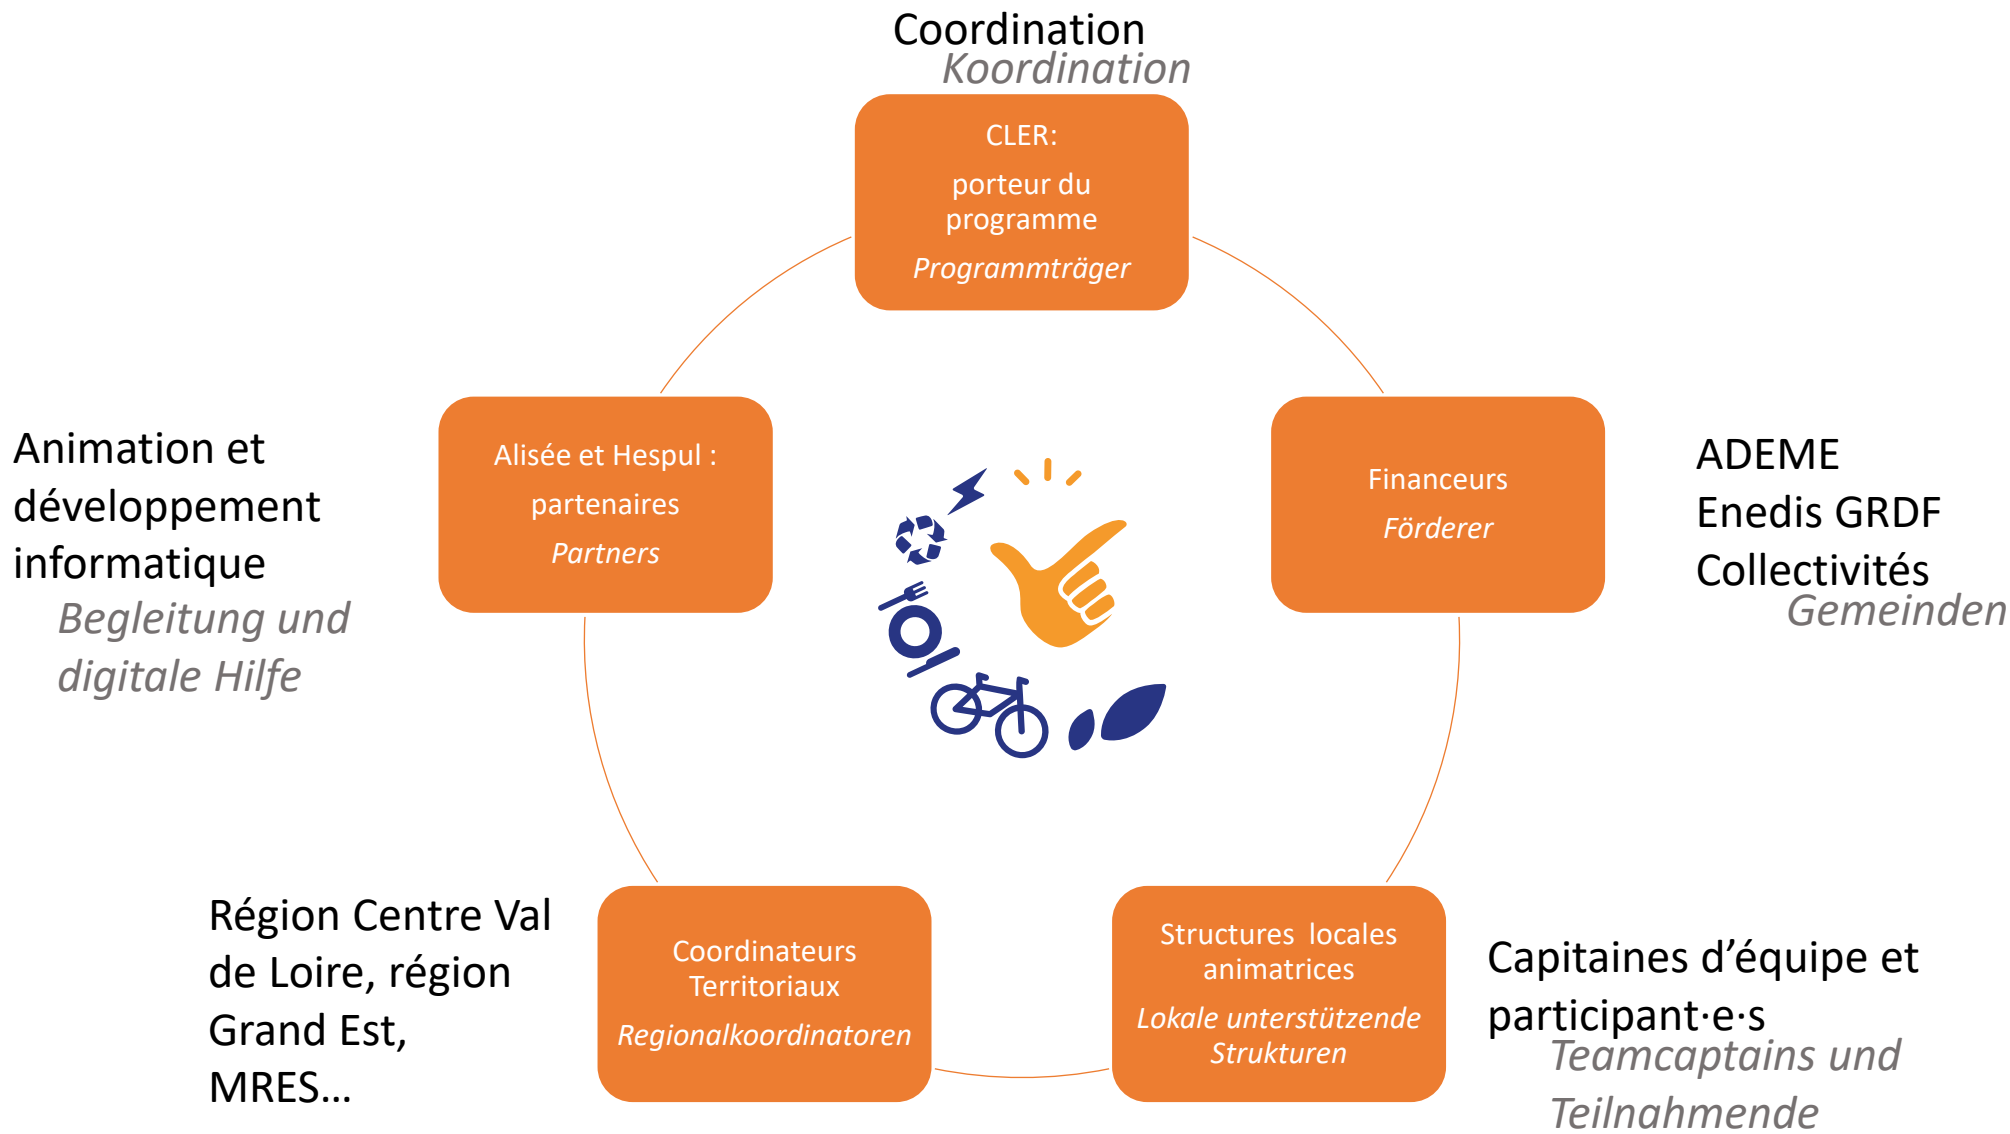 Coordination
Koordination
CLER:
porteur du
programme
Programmträger
Animation et
développement
informatique
Begleitung und
digitale Hilfe
Alisée et Hespul :
partenaires
Partners
Financeurs
Förderer
ADEME
Enedis GRDF
Collectivités
Gemeinden
Région Centre Val
de Loire, région
Grand Est,
MRES…
Coordinateurs
Territoriaux
Regionalkoordinatoren
Structures locales
animatrices
Lokale unterstützende
Strukturen
Capitaines d’équipe et
participant·e·s
Teamcaptains und
Teilnahmende